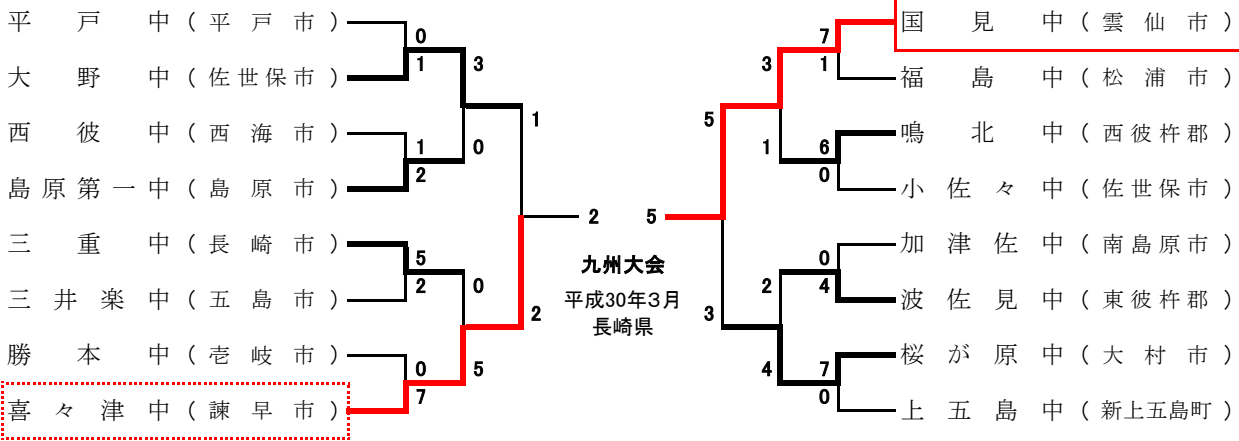 平戸中（平戸市）
0
1
大野中（佐世保市）
3
西彼中（西海市）
1
2
島原第一中（島原市）
0
1
三重中（長崎市）
5
2
三井楽中（五島市）
0
勝本中（壱岐市）
0
7
喜々津中（諫早市）
5
2
2
5
九州大会
平成30年3月
長崎県
国見中（雲仙市）
7
1
福島中（松浦市）
3
鳴北中（西彼杵郡）
6
0
小佐々中（佐世保市）
1
5
加津佐中（南島原市）
0
4
波佐見中（東彼杵郡）
2
桜が原中（大村市）
7
0
上五島中（新上五島町）
4
3